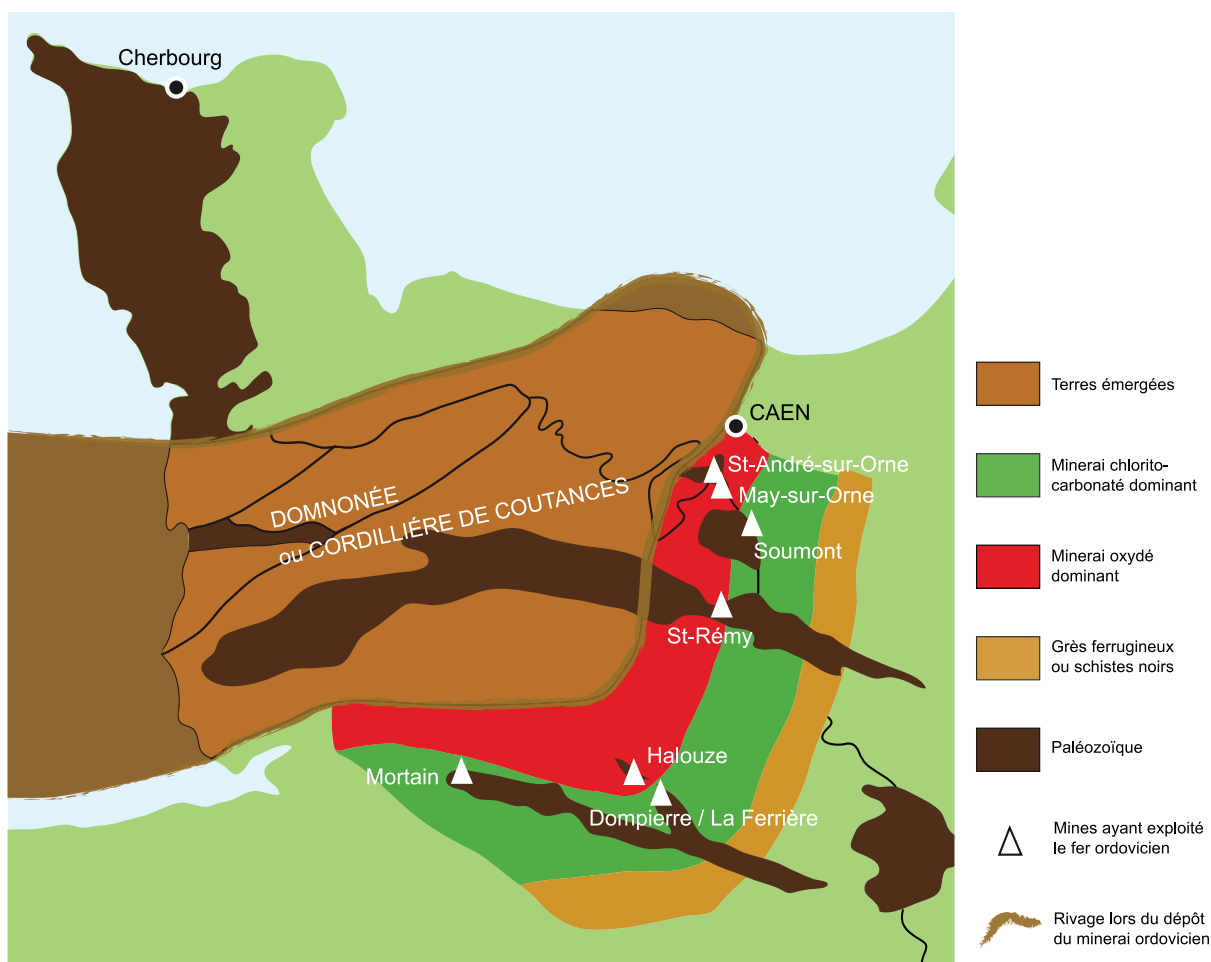 Cherbourg
CAEN
St-André-sur-Orne
May-sur-Orne
Soumont
DOMNONÉE
ou CORDILLIÉRE DE COUTANCES
St-Rémy
Halouze
Mortain
Dompierre / La Ferrière
Terres émergées
Minerai chlorito-
carbonaté dominant
Minerai oxydé
dominant
Grès ferrugineux
ou schistes noirs
Paléozoïque
Mines ayant exploité
le fer ordovicien
Rivage lors du dépôt
du minerai ordovicien